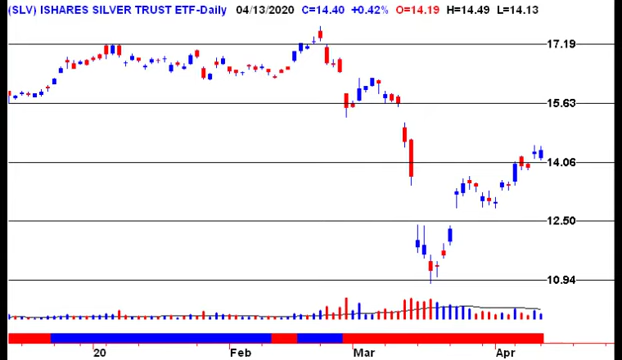 (SLV) ISHARES SILVER TRUST ETF-Daily 04/13/2020 C=14.40 +0.42% O=14.19 H=14.49 L=14.13
17.19
15.63
14.06
12.50
10.94
20 Feb Mar Apr